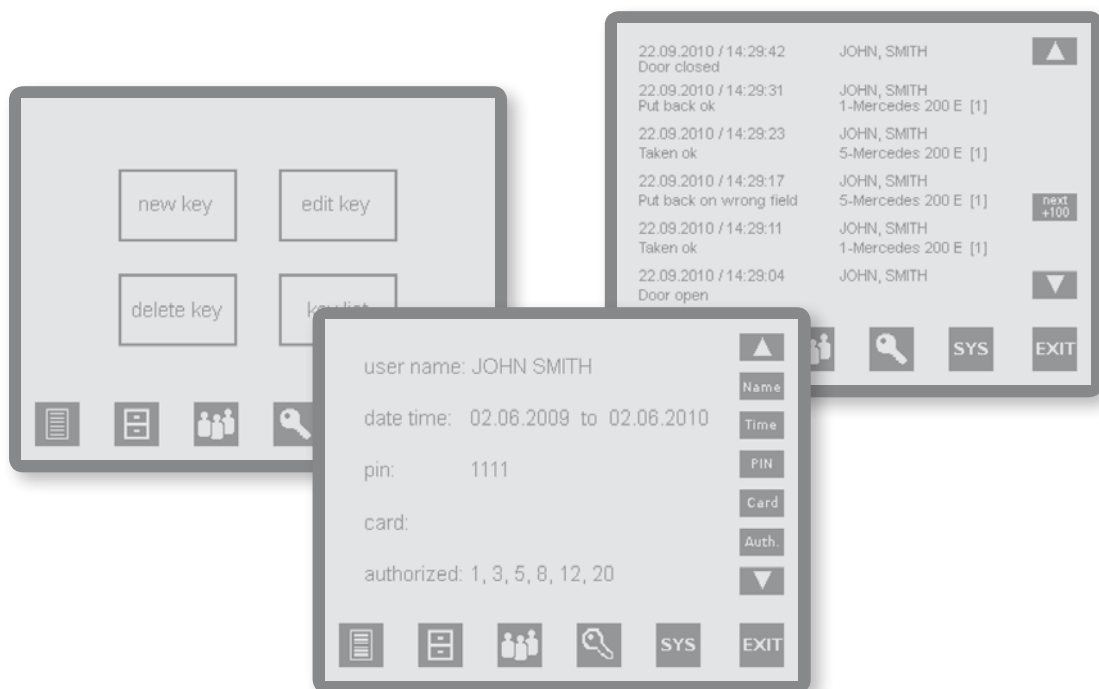 new key
edit key
delete key
key list
22.09.2010 / 14:29:42 JOHN, SMITH
Door closed
22.09.2010 / 14:29:31 JOHN, SMITH
Put back ok 1-Mercedes 200 E [1]
22.09.2010 / 14:29:23 JOHN, SMITH
Taken ok 5-Mercedes 200 E [1]
22.09.2010 / 14:29:17 JOHN, SMITH
Put back on wrong field 5-Mercedes 200 E [1]
22.09.2010 / 14:29:11 JOHN, SMITH
Taken ok 1-Mercedes 200 E [1]
22.09.2010 / 14:29:04 JOHN, SMITH
Door open
next
+100
SYS
EXIT
user name: JOHN SMITH
date time: 02.06.2009 to 02.06.2010
pin: 1111
card:
authorized: 1, 3, 5, 8, 12, 20
Name
Time
PIN
Card
Auth.
SYS
EXIT